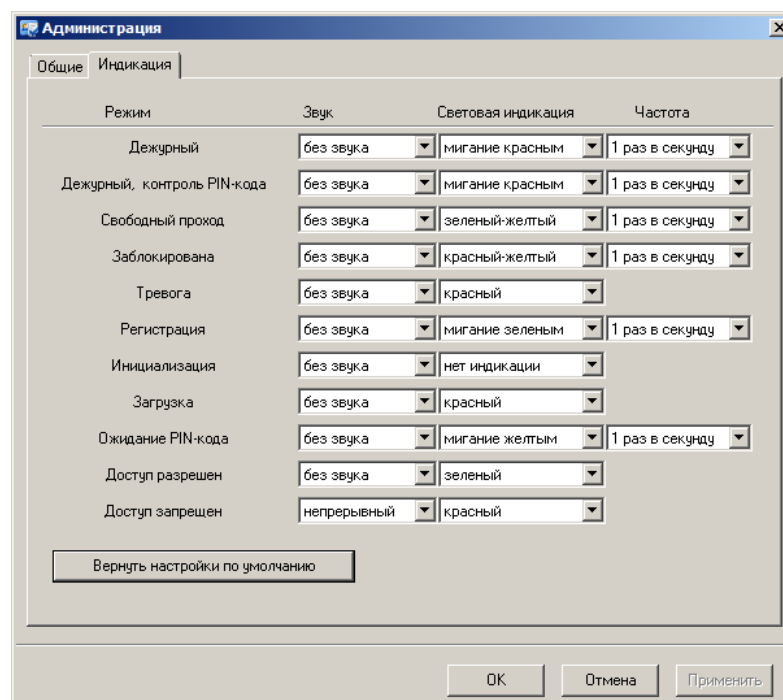 Администрация
Общие Индикация
Режим Звук Световая индикация Частота
Дежурный без звука мигание красным 1 раз в секунду
Дежурный, контроль PIN-кода без звука мигание красным 1 раз в секунду
Свободный проход без звука зеленый-желтый 1 раз в секунду
Заблокирована без звука красный-желтый 1 раз в секунду
Тревога без звука красный
Регистрация без звука мигание зеленым 1 раз в секунду
Инициализация без звука нет индикации
Загрузка без звука красный
Ожидание PIN-кода без звука мигание желтым 1 раз в секунду
Доступ разрешен без звука зеленый
Доступ запрещен непрерывный красный
Вернуть настройки по умолчанию
OK Отмена Применить